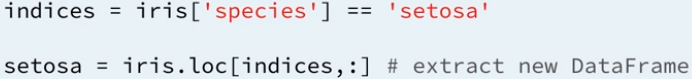 indices = iris['species'] == 'setosa'
setosa = iris.loc[indices,:] # extract new DataFrame